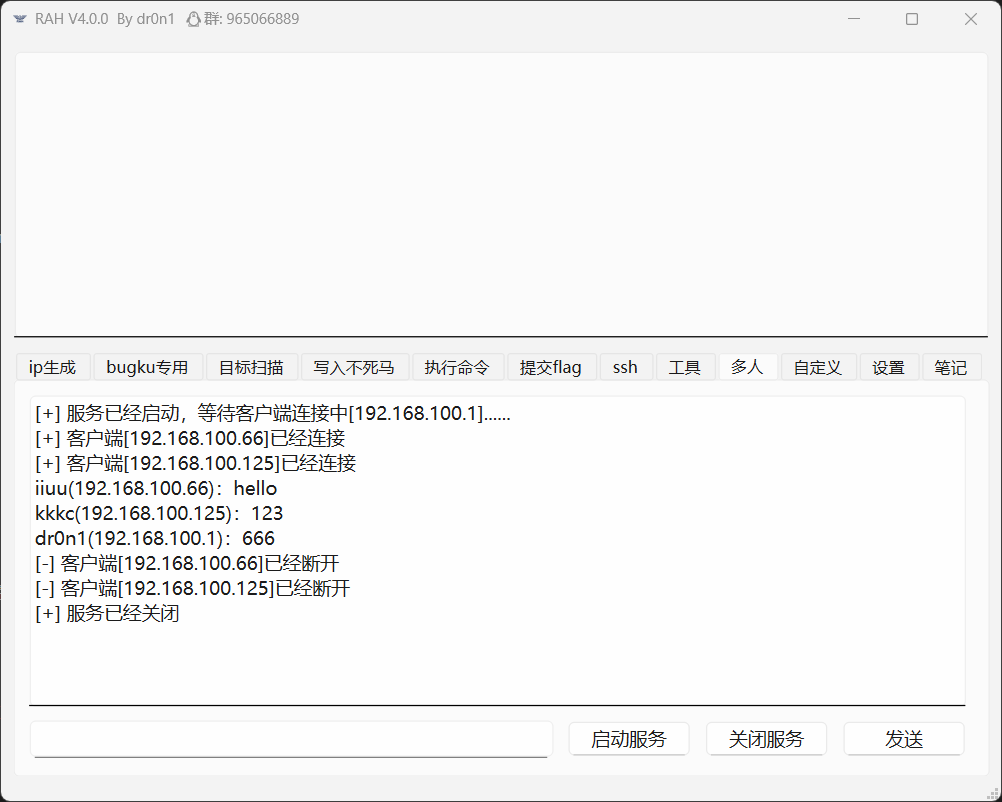 RAH V4.0.0 By dr0n1 群: 965066889
ip生成 bugku专用 目标扫描 写入不死马 执行命令 提交flag ssh 工具 多人 自定义 设置 笔记
[+] 服务已经启动，等待客户端连接中[192.168.100.1]......
[+] 客户端[192.168.100.66]已经连接
[+] 客户端[192.168.100.125]已经连接
iiuu(192.168.100.66)：hello
kkkc(192.168.100.125)：123
dr0n1(192.168.100.1)：666
[-] 客户端[192.168.100.66]已经断开
[-] 客户端[192.168.100.125]已经断开
[+] 服务已经关闭
启动服务 关闭服务 发送